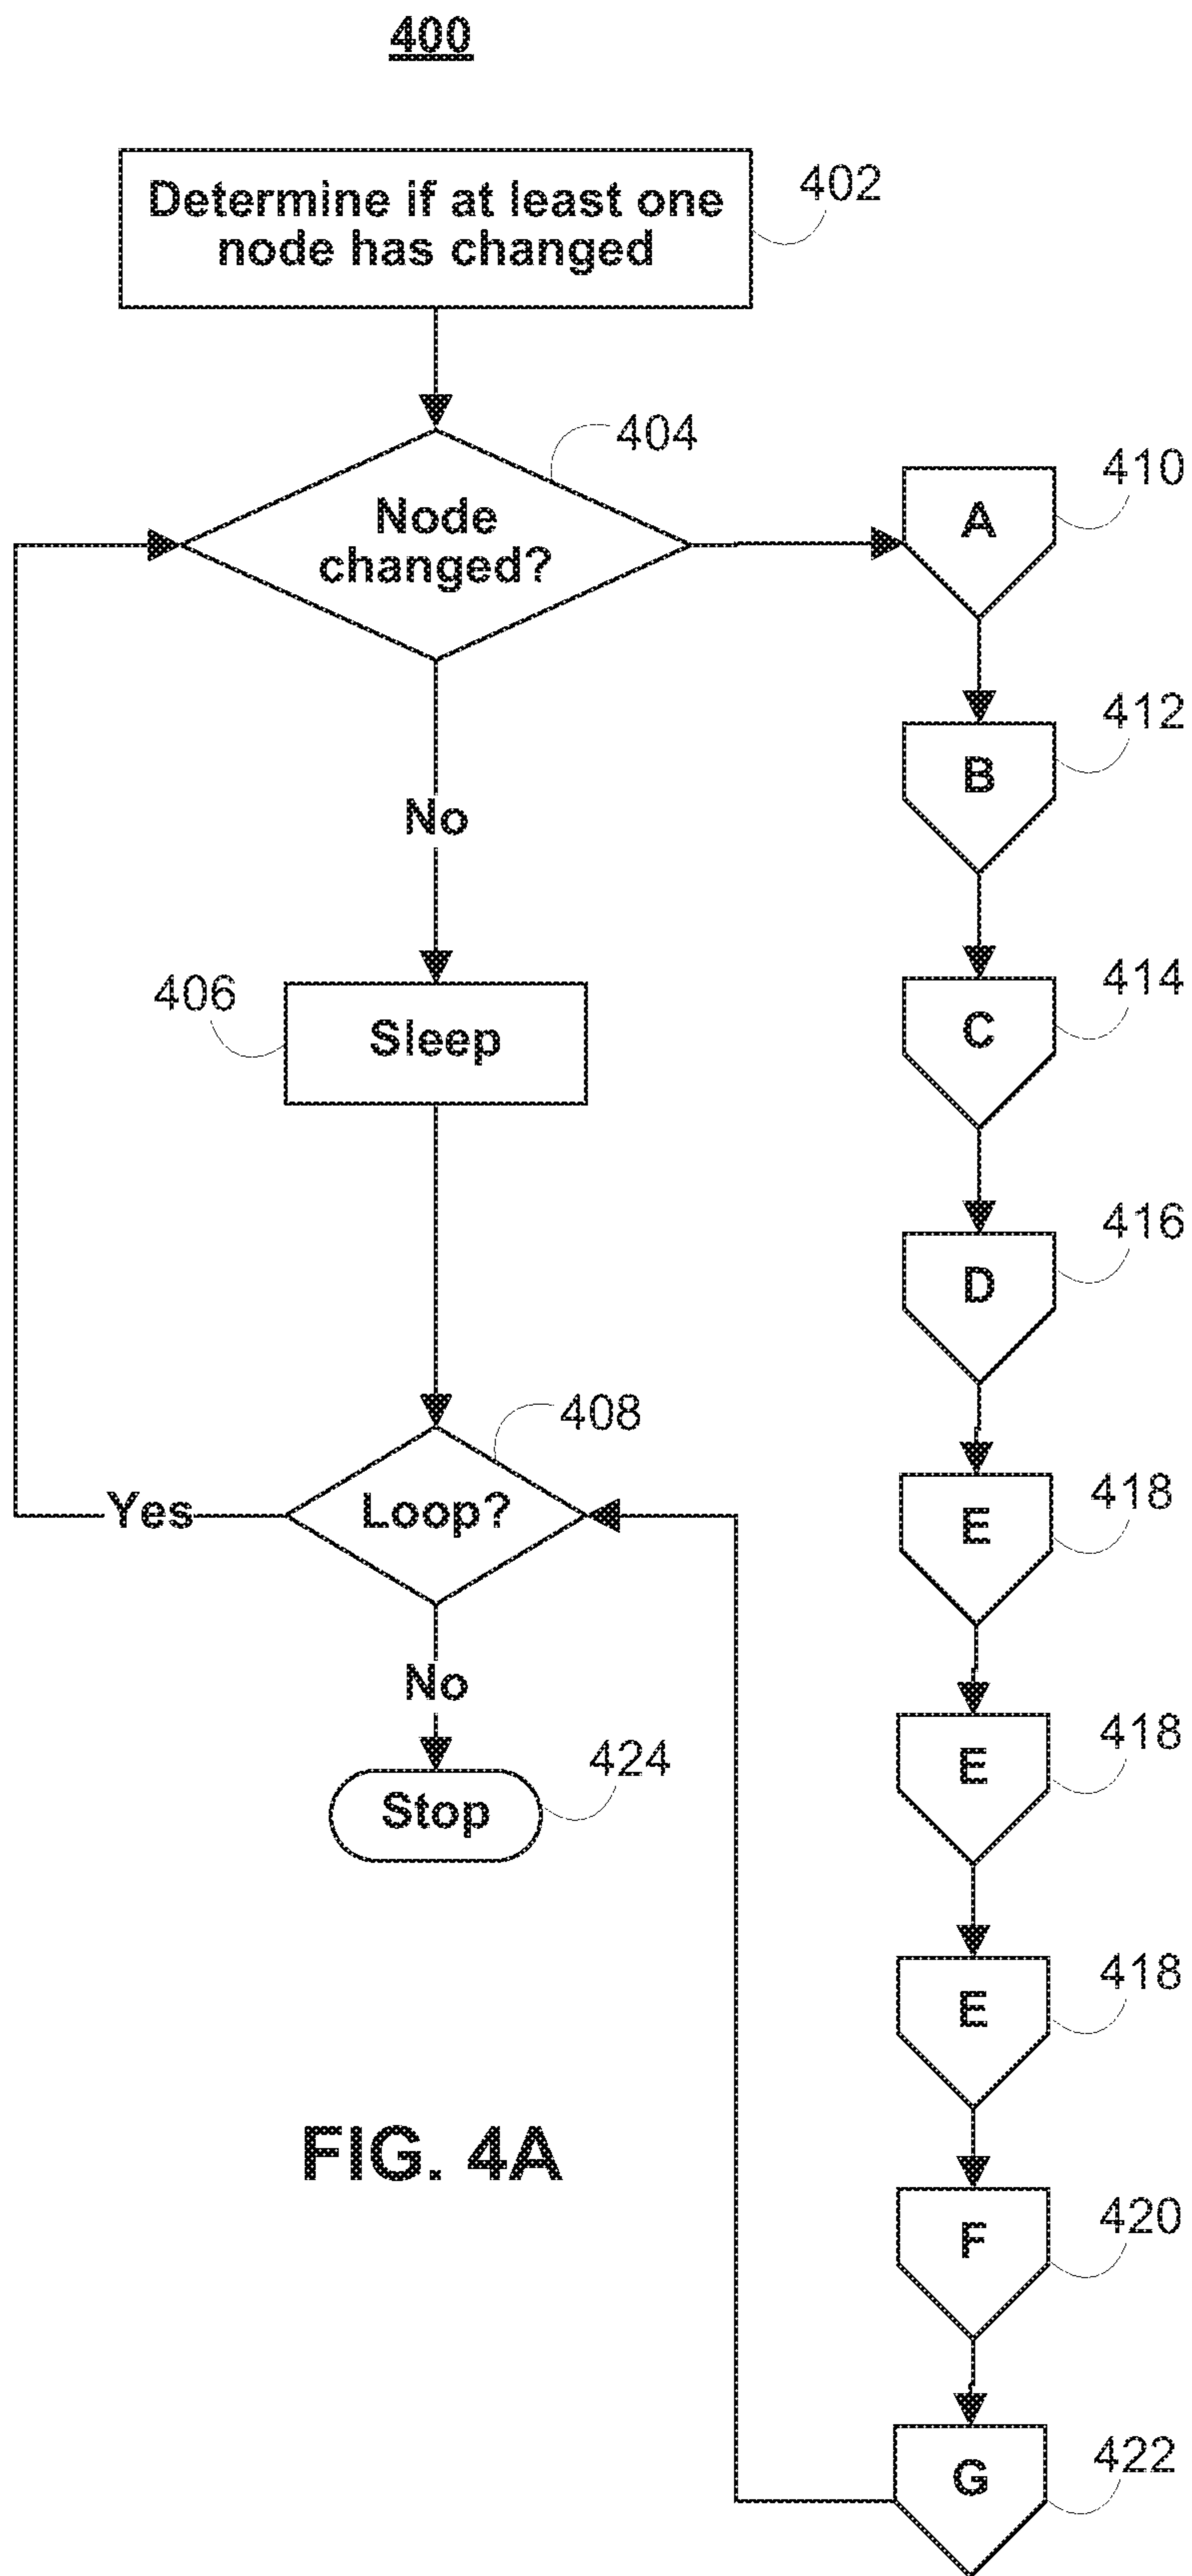 400
Determine if at least one
node has changed
402
404
Node
changed?
A
410
B
412
No
C
414
406
Sleep
D
416
408
Loop?
Yes
E
418
No
E
418
424
Stop
E
418
FIG. 4A
F
420
G
422